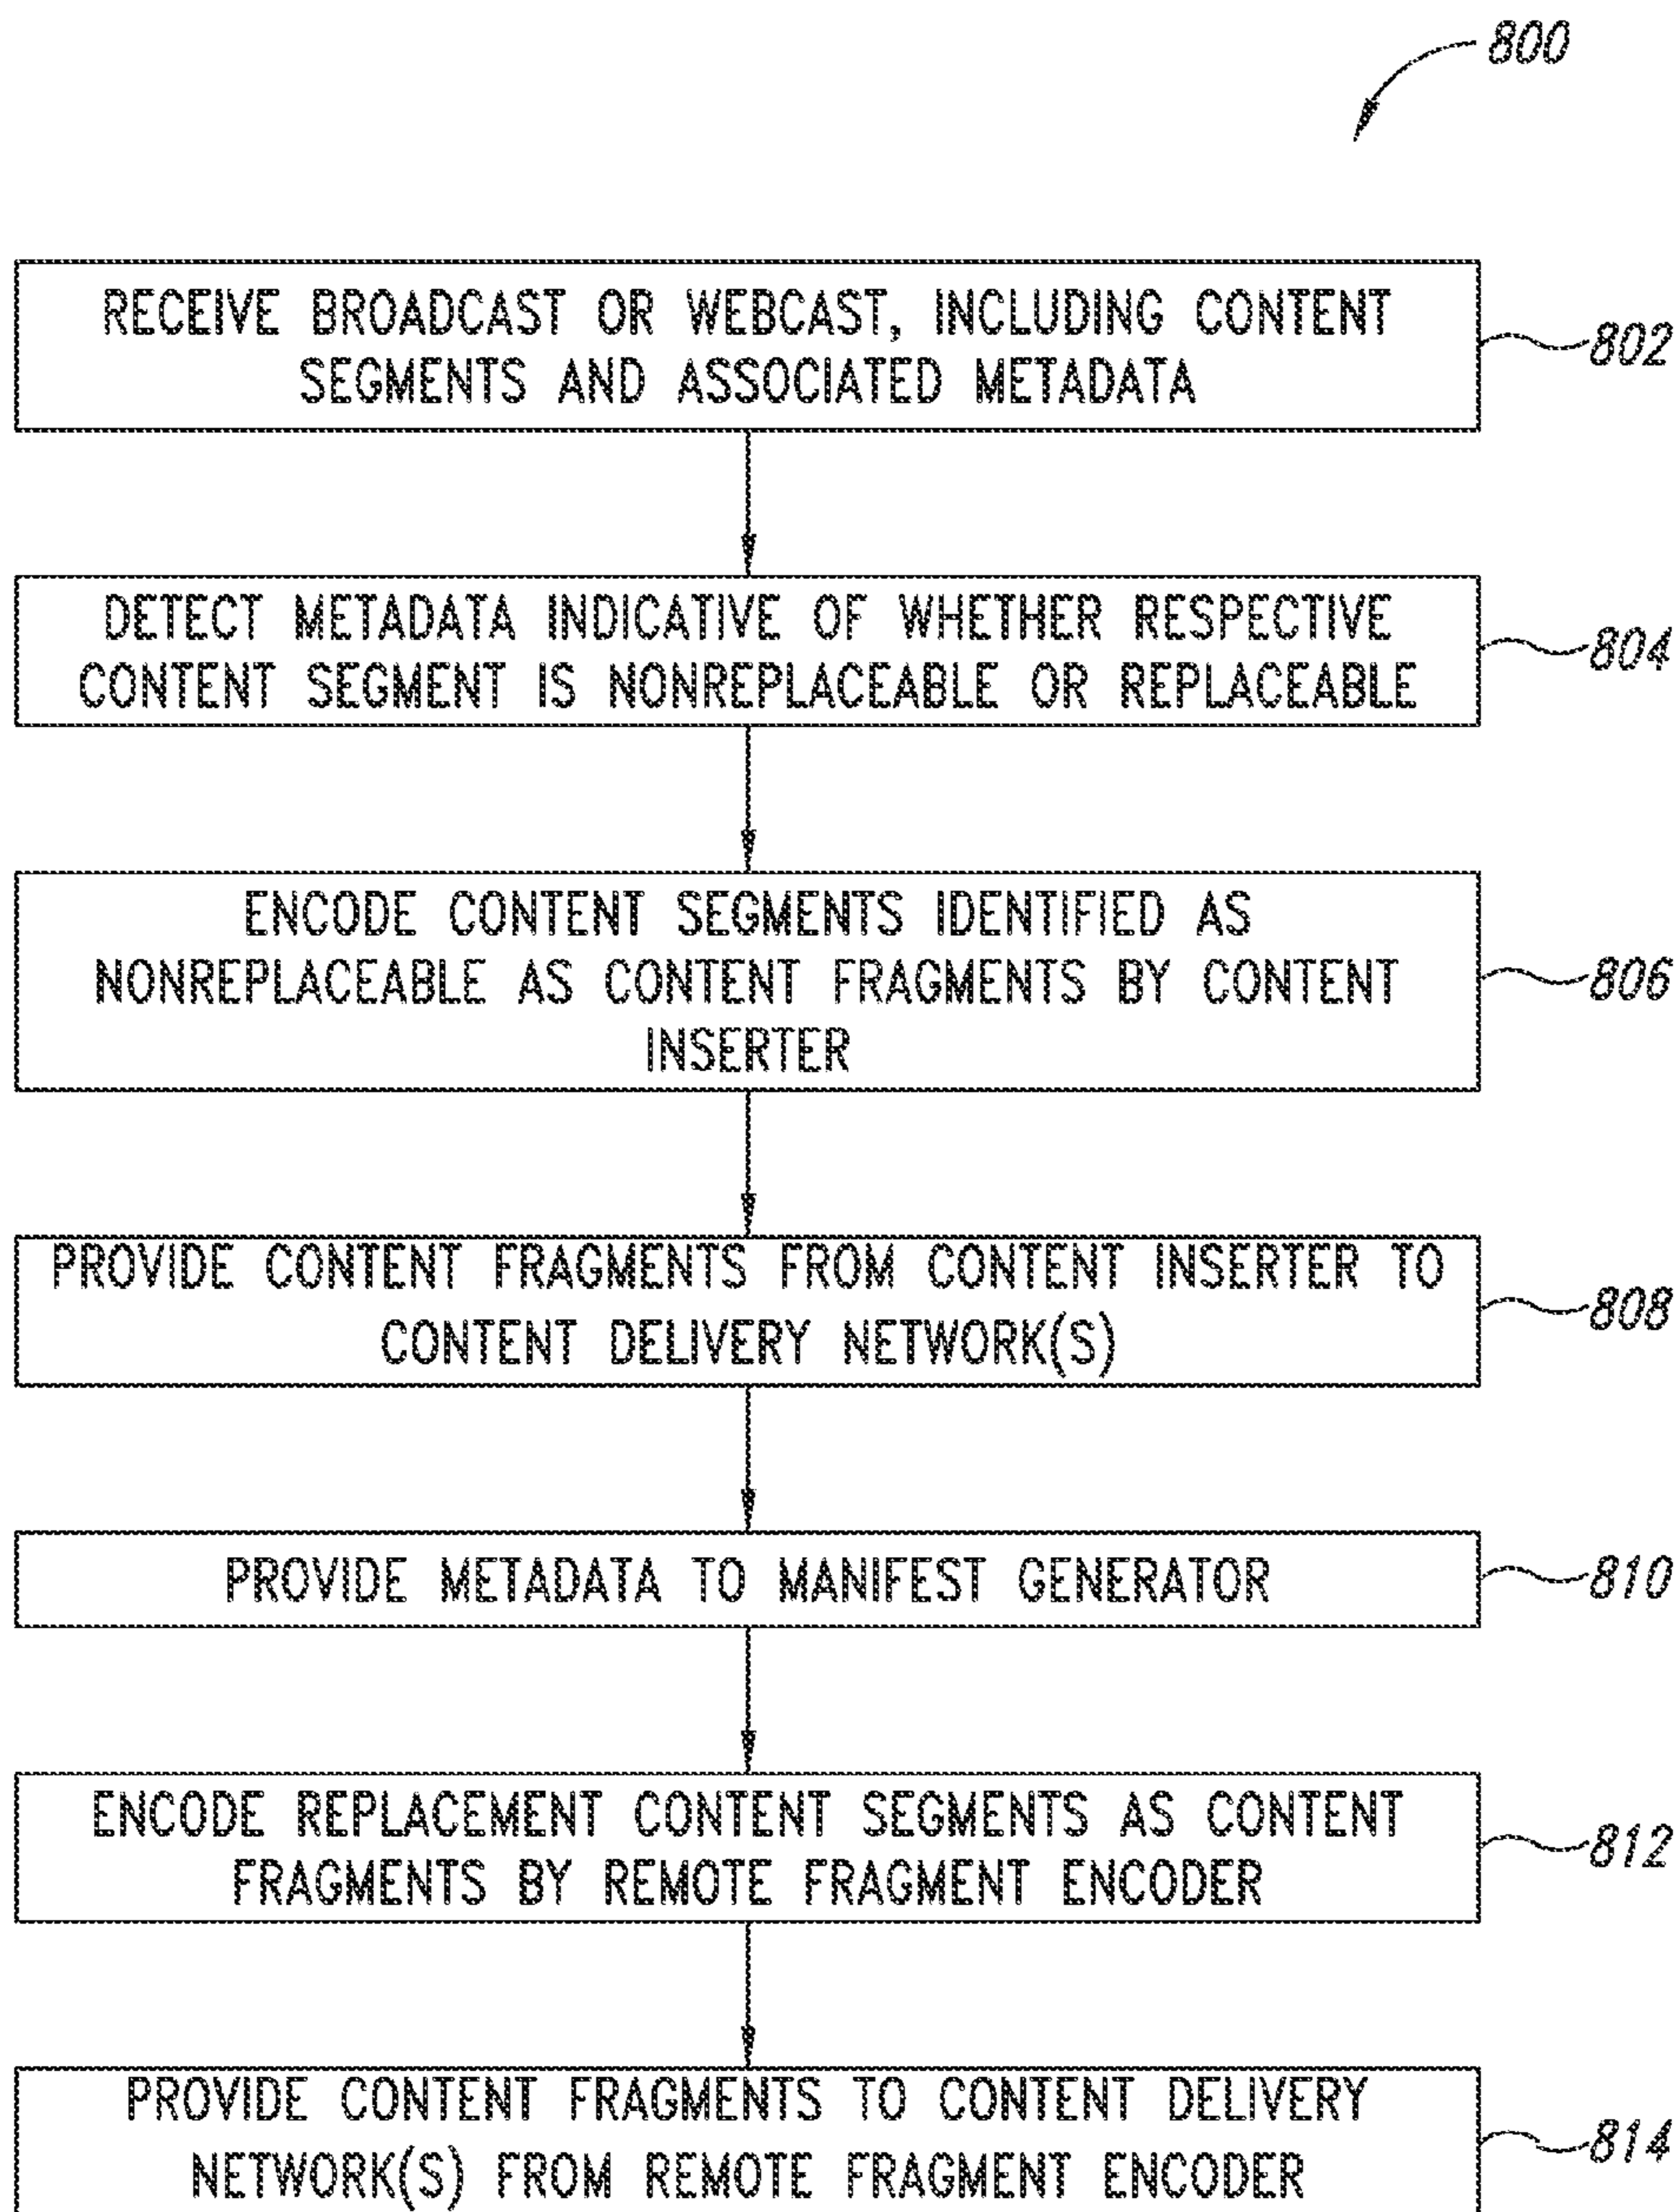 800
RECEIVE BROADCAST OR WEBCAST, INCLUDING CONTENT
SEGMENTS AND ASSOCIATED METADATA
802
DETECT METADATA INDICATIVE OF WHETHER RESPECTIVE
CONTENT SEGMENT IS NONREPLACEABLE OR REPLACEABLE
804
ENCODE CONTENT SEGMENTS IDENTIFIED AS
NONREPLACEABLE AS CONTENT FRAGMENTS BY CONTENT
INSERTER
806
PROVIDE CONTENT FRAGMENTS FROM CONTENT INSERTER TO
CONTENT DELIVERY NETWORK(S)
808
PROVIDE METADATA TO MANIFEST GENERATOR
810
ENCODE REPLACEMENT CONTENT SEGMENTS AS CONTENT
FRAGMENTS BY REMOTE FRAGMENT ENCODER
812
PROVIDE CONTENT FRAGMENTS TO CONTENT DELIVERY
NETWORK(S) FROM REMOTE FRAGMENT ENCODER
814